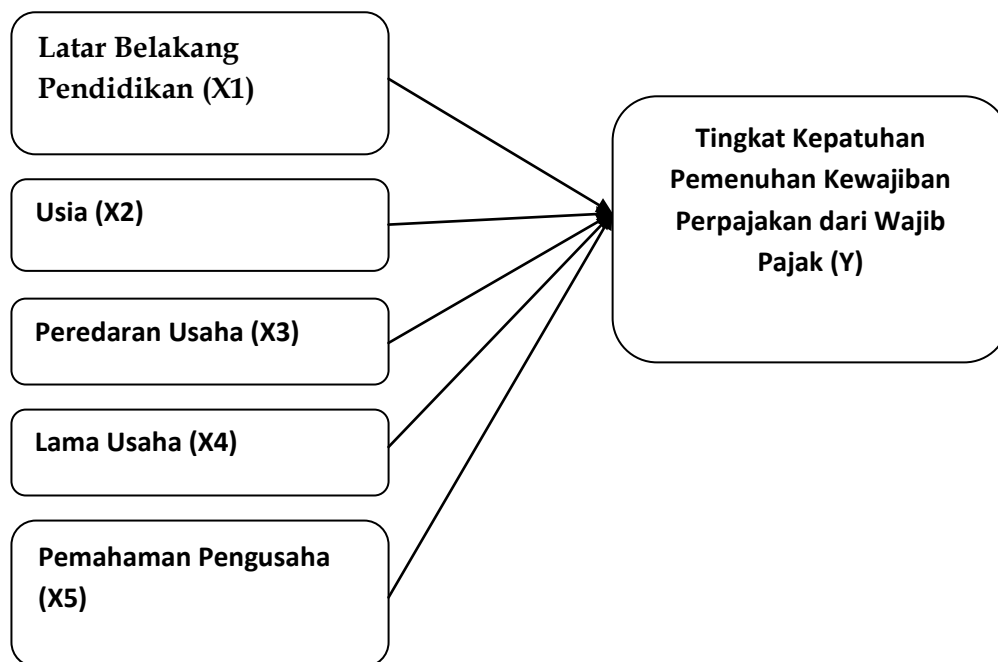 Latar Belakang
Pendidikan (X1)
Usia (X2)
Peredaran Usaha (X3)
Lama Usaha (X4)
Pemahaman Pengusaha
(X5)
Tingkat Kepatuhan
Pemenuhan Kewajiban
Perpajakan dari Wajib
Pajak (Y)